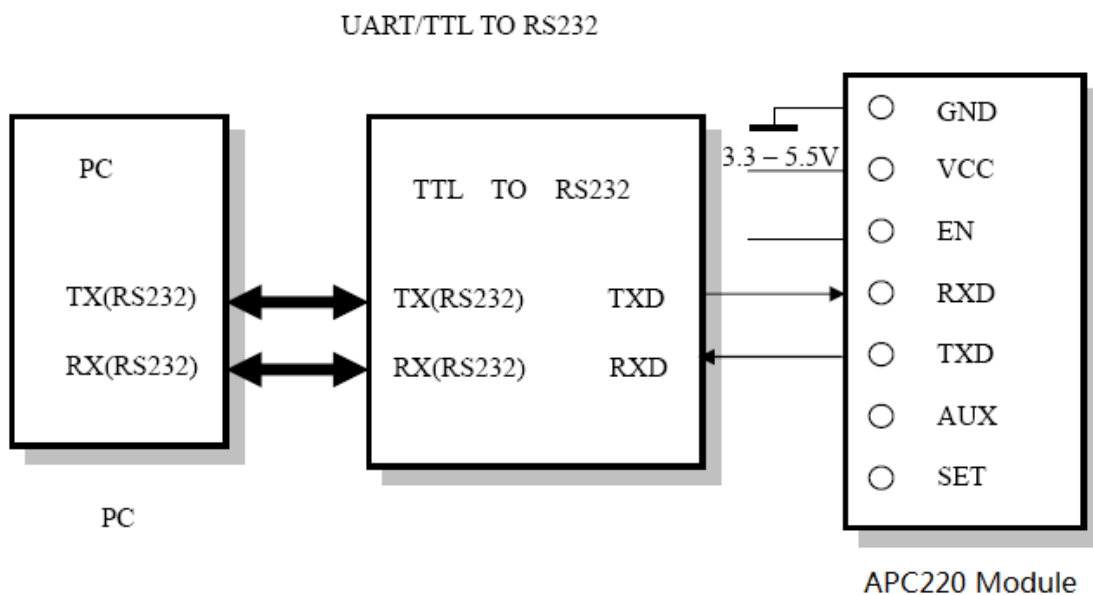 UART/TTL TO RS232
PC
TX(RS232)
RX(RS232)
PC
TTL TO RS232
TX(RS232) TXD
RX(RS232) RXD
3.3 – 5.5V
GND
VCC
EN
RXD
TXD
AUX
SET
APC220 Module